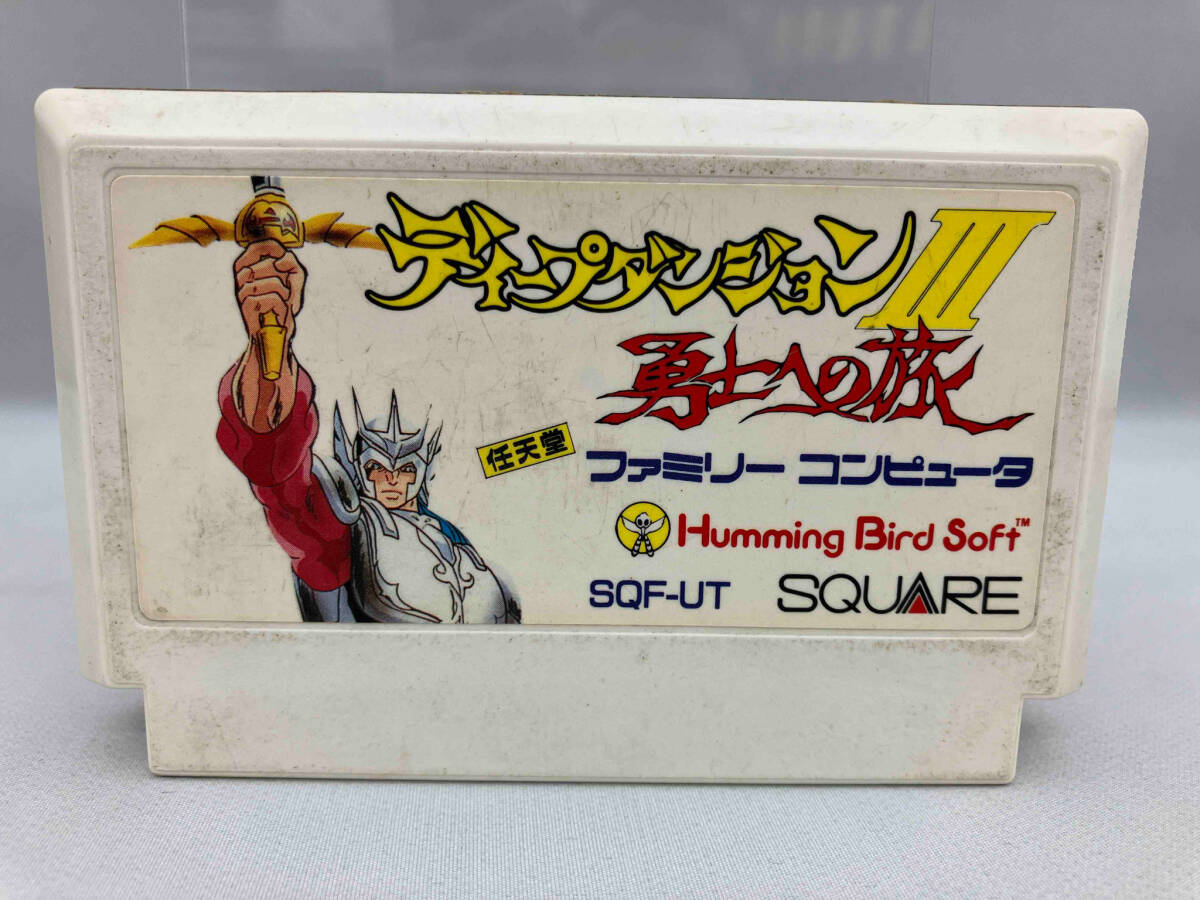 ディープダンジョンIII
勇士への旅
任天堂
ファミリー コンピュータ
Humming Bird Soft™
SQF-UT SQUARE